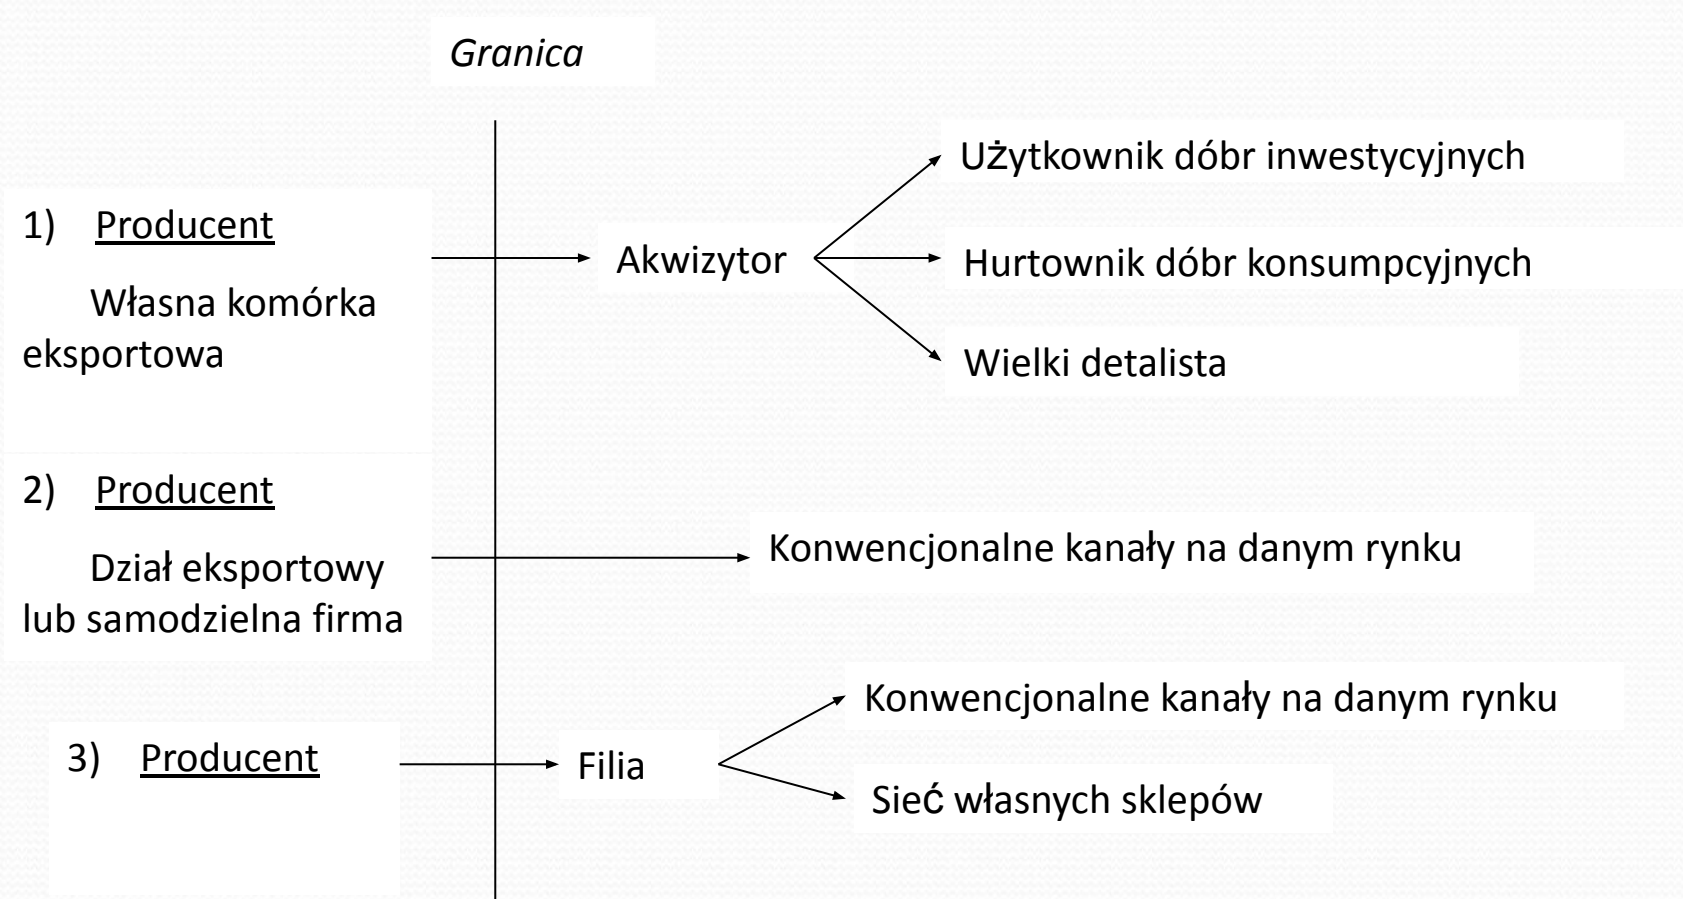 Granica
1) Producent
Własna komórka
eksportowa
Akwizytor
Użytkownik dóbr inwestycyjnych
Hurtownik dóbr konsumpcyjnych
Wielki detalista
2) Producent
Dział eksportowy
lub samodzielna firma
Konwencjonalne kanały na danym rynku
3) Producent
Filia
Konwencjonalne kanały na danym rynku
Sieć własnych sklepów